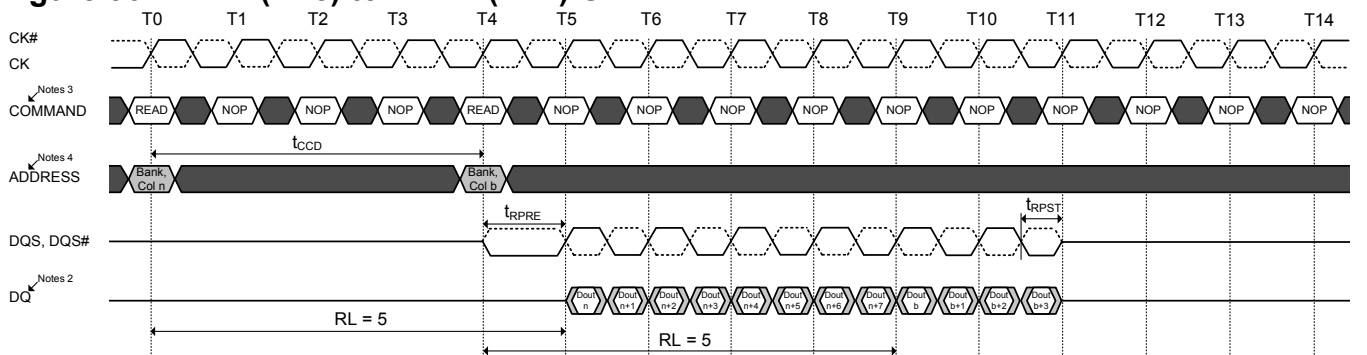 T0 T1 T2 T3 T4 T5 T6 T7 T8 T9 T10 T11 T12 T13 T14
CK#
CK
Notes 3
COMMAND READ NOP NOP NOP READ NOP NOP NOP NOP NOP NOP NOP NOP NOP NOP
tCCD
Notes 4
ADDRESS
Bank, Col n
Bank, Col b
tRPRE
tRPST
DQS, DQS#
Notes 2
DQ
Dout n
Dout n+1
Dout n+2
Dout n+3
Dout n+4
Dout n+5
Dout n+6
Dout n+7
Dout b
Dout b+1
Dout b+2
Dout b+3
RL = 5
RL = 5